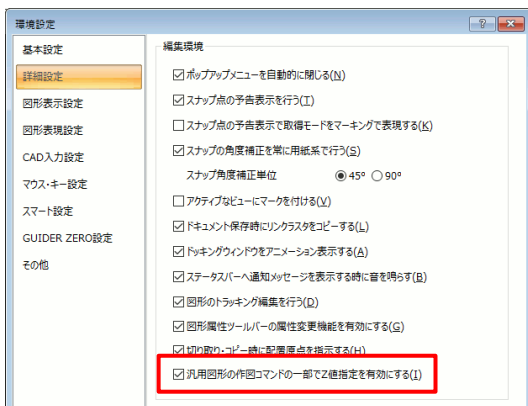 環境設定
基本設定
詳細設定
図形表示設定
図形表現設定
CAD入力設定
マウス・キー設定
スマート設定
GUIDER ZERO設定
その他
編集環境
ポップアップメニューを自動的に閉じる(N)
スナップ点の予告表示を行う(T)
スナップ点の予告表示で取得モードをマーキングで表現する(K)
スナップの角度補正を常に用紙系で行う(S)
スナップ角度補正単位 45° 90°
アクティブなビューにマークを付ける(V)
ドキュメント保存時にリンクラスタをコピーする(L)
ドッキングウィンドウをアニメーション表示する(A)
ステータスバーへ通知メッセージを表示する時に音を鳴らす(B)
図形のトラッキング編集を行う(D)
図形属性ツールバーの属性変更機能を有効にする(G)
切り取り・コピー時に配置原点を指示する(H)
汎用図形の作図コマンドの一部でZ値指定を有効にする(I)